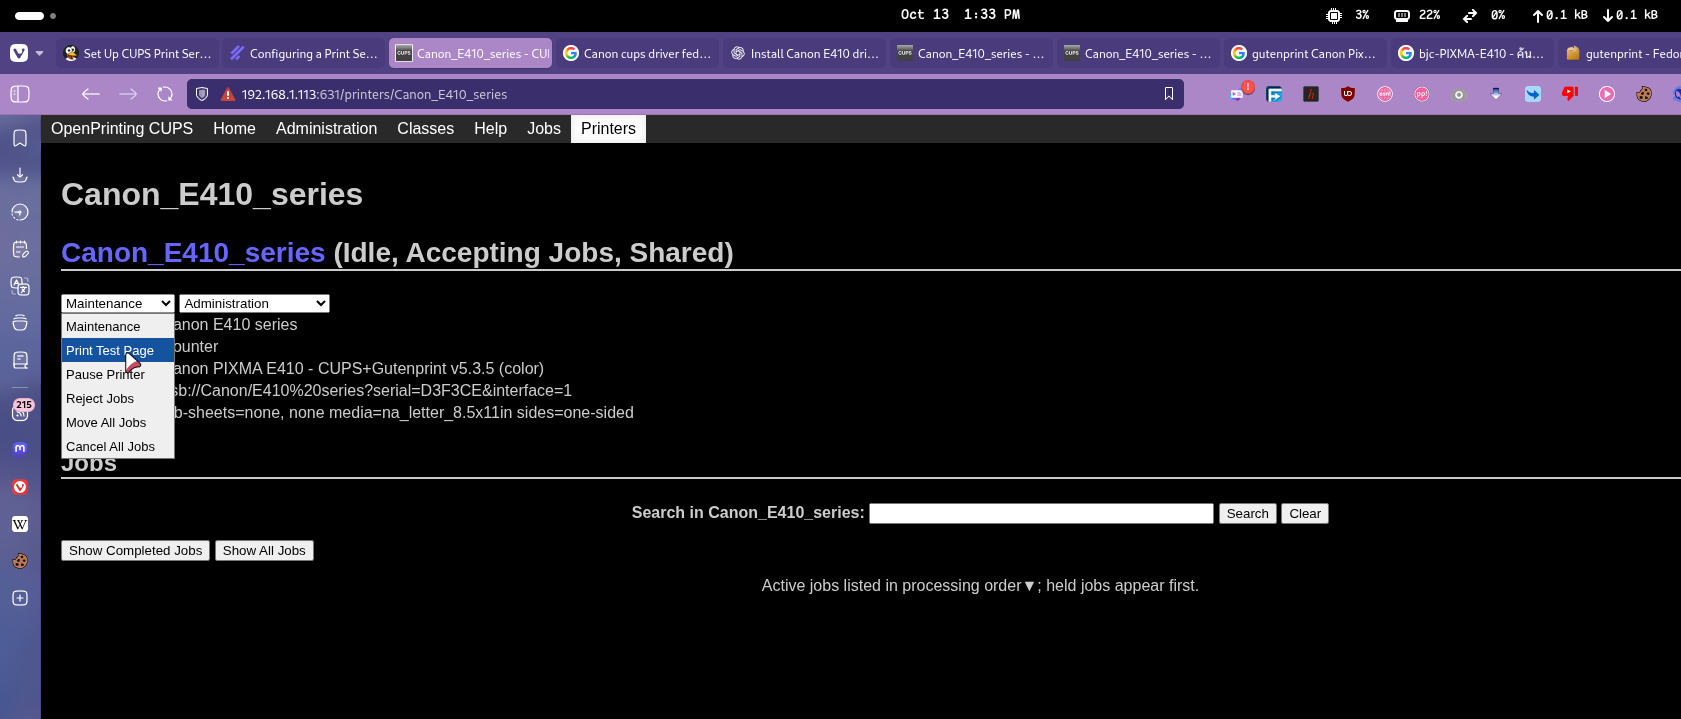 Oct 13 1:33 PM
3% 22% 0% 0.1 kB 0.1 kB
Set Up CUPS Print Ser...
Configuring a Print Se...
Canon_E410_series - CU
Canon cups driver fed...
Install Canon E410 dri...
Canon_E410_series - ...
Canon_E410_series - ...
gutenprint Canon Pix...
bjc-PIXMA-E410 - ค้น...
gutenprint - Fedo
192.168.1.113:631/printers/Canon_E410_series
OpenPrinting CUPS Home Administration Classes Help Jobs Printers
Canon_E410_series
Canon_E410_series (Idle, Accepting Jobs, Shared)
Maintenance Administration
Maintenance
anon E410 series
Print Test Page
ounter
anon PIXMA E410 - CUPS+Gutenprint v5.3.5 (color)
Pause Printer
sb://Canon/E410%20series?serial=D3F3CE&interface=1
Reject Jobs
b-sheets=none, none media=na_letter_8.5x11in sides=one-sided
Move All Jobs
Cancel All Jobs
Jobs
Search in Canon_E410_series: Search Clear
Show Completed Jobs Show All Jobs
Active jobs listed in processing order▼; held jobs appear first.
215